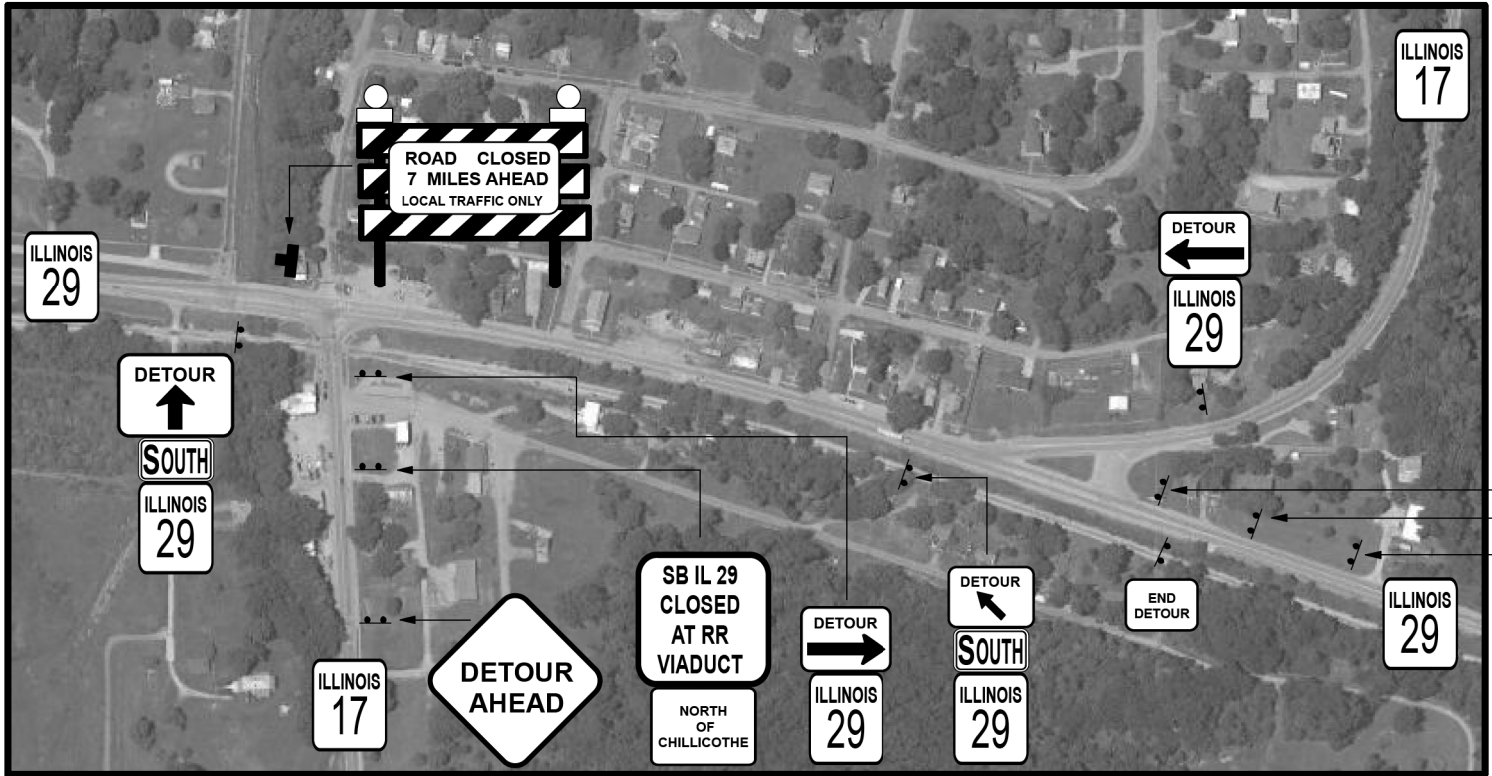 ILLINOIS
17
ROAD CLOSED
7 MILES AHEAD
LOCAL TRAFFIC ONLY
ILLINOIS
29
DETOUR
ILLINOIS
29
DETOUR
SOUTH
ILLINOIS
29
SB IL 29
CLOSED
AT RR
VIADUCT
NORTH
OF
CHILLICOTHE
DETOUR
ILLINOIS
29
DETOUR
SOUTH
ILLINOIS
29
END
DETOUR
ILLINOIS
29
DETOUR
AHEAD
ILLINOIS
17